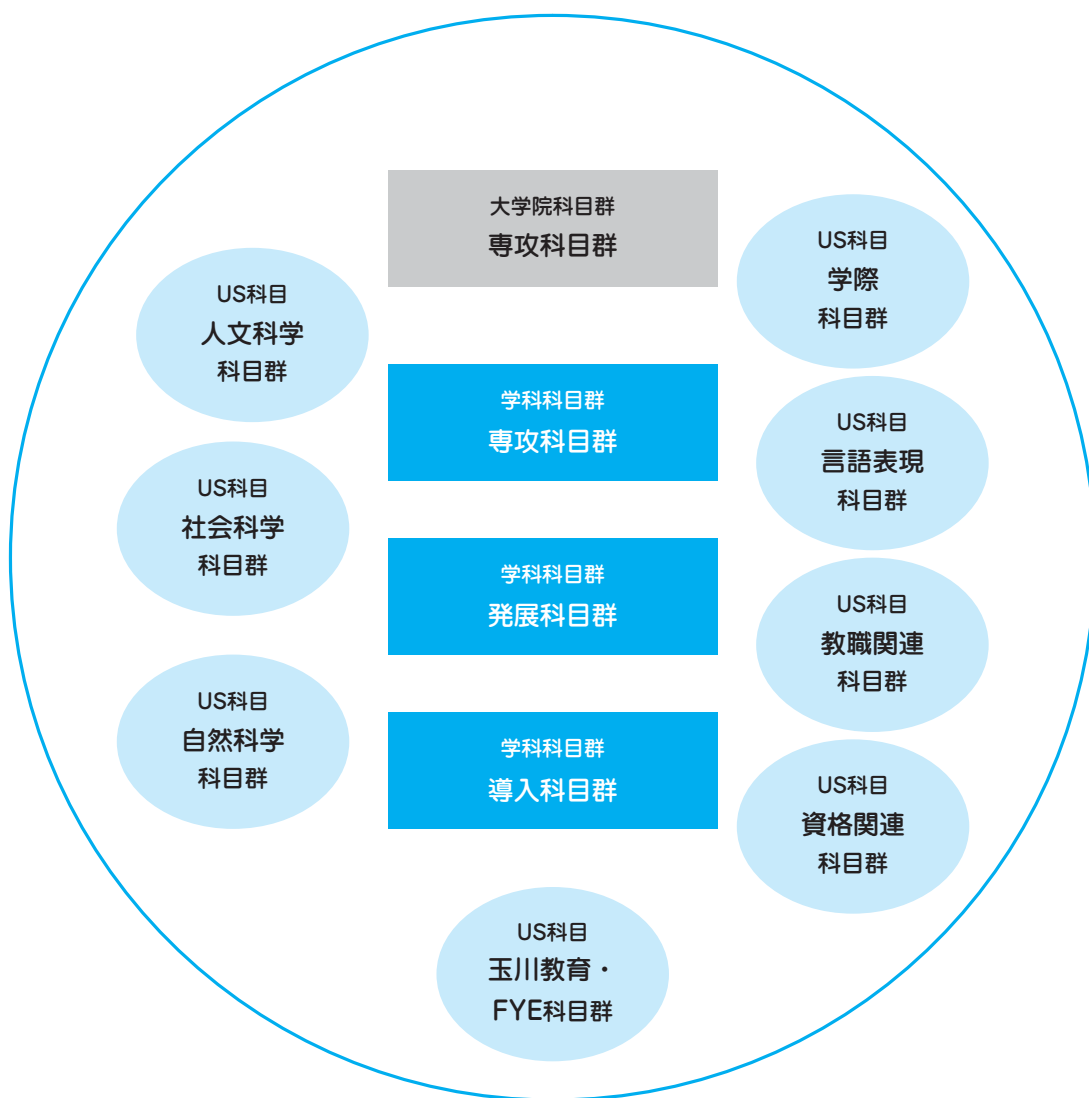 大学院科目群
専攻科目群
US科目
学際
科目群
US科目
人文科学
科目群
学科科目群
専攻科目群
US科目
言語表現
科目群
US科目
社会科学
科目群
学科科目群
発展科目群
US科目
教職関連
科目群
US科目
自然科学
科目群
学科科目群
導入科目群
US科目
資格関連
科目群
US科目
玉川教育・
FYE科目群